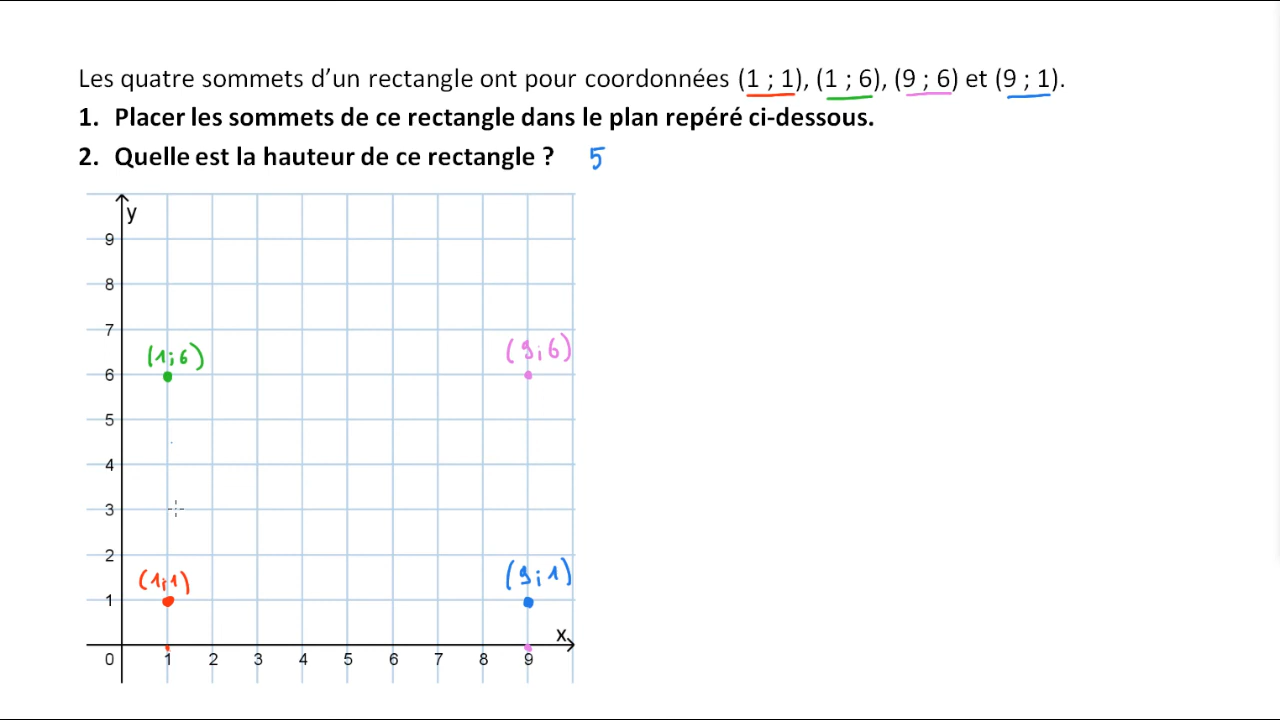 Les quatre sommets d’un rectangle ont pour coordonnées (1 ; 1), (1 ; 6), (9 ; 6) et (9 ; 1).
1. Placer les sommets de ce rectangle dans le plan repéré ci-dessous.
2. Quelle est la hauteur de ce rectangle ? 5
y
9
8
7
(1;6) (9;6)
6
5
4
3
2
(1;1) (9;1)
1
x
0 1 2 3 4 5 6 7 8 9